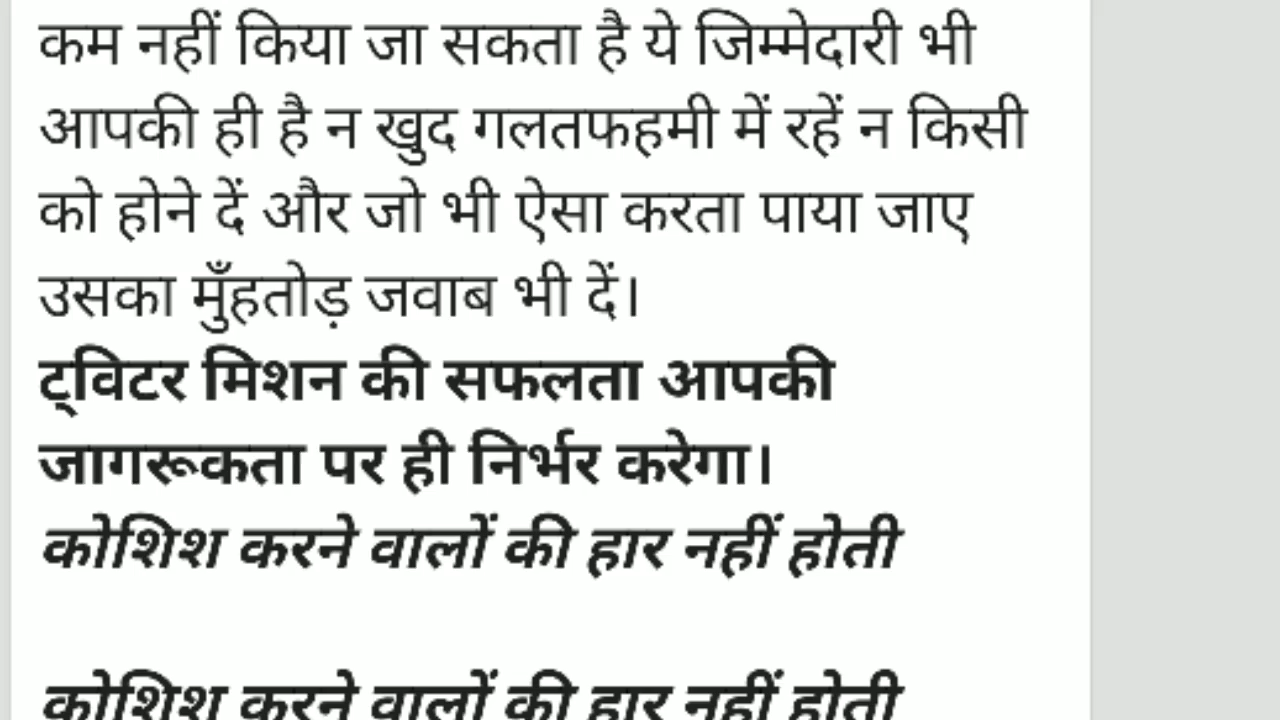 कम नहीं किया जा सकता है ये जिम्मेदारी भी
आपकी ही है न खुद गलतफहमी में रहें न किसी
को होने दें और जो भी ऐसा करता पाया जाए
उसका मुँहतोड़ जवाब भी दें।
ट्विटर मिशन की सफलता आपकी
जागरूकता पर ही निर्भर करेगा।
कोशिश करने वालों की हार नहीं होती
कोशिश करने वालों की हार नहीं होती